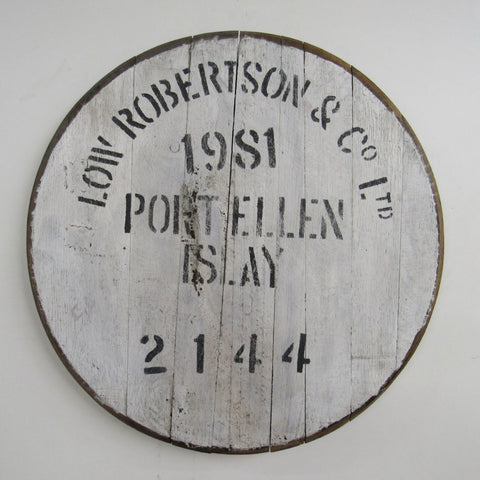 LOW ROBERTSON & Co LTD
1981
PORT ELLEN
ISLAY
2144